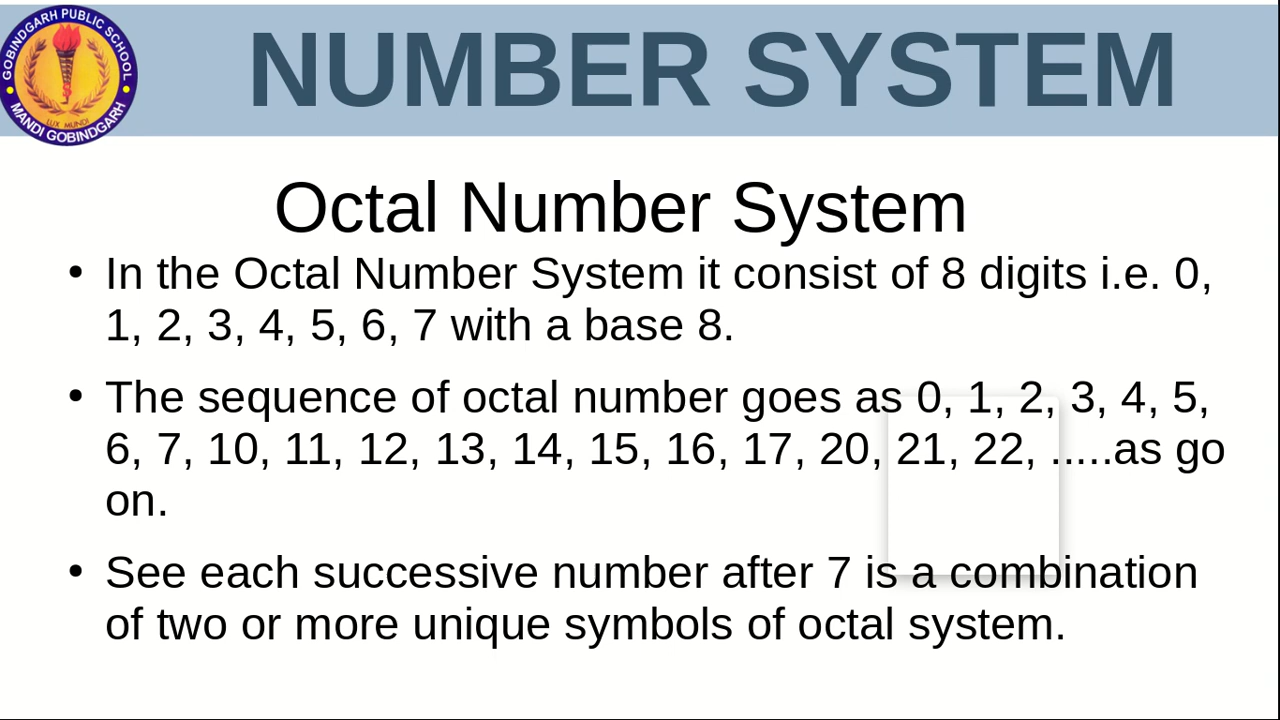 GOBINDGARH PUBLIC SCHOOL
LUX MUNDI
MANDI GOBINDGARH
NUMBER SYSTEM
Octal Number System
• In the Octal Number System it consist of 8 digits i.e. 0,
1, 2, 3, 4, 5, 6, 7 with a base 8.
• The sequence of octal number goes as 0, 1, 2, 3, 4, 5,
6, 7, 10, 11, 12, 13, 14, 15, 16, 17, 20, 21, 22, .....as go
on.
• See each successive number after 7 is a combination
of two or more unique symbols of octal system.